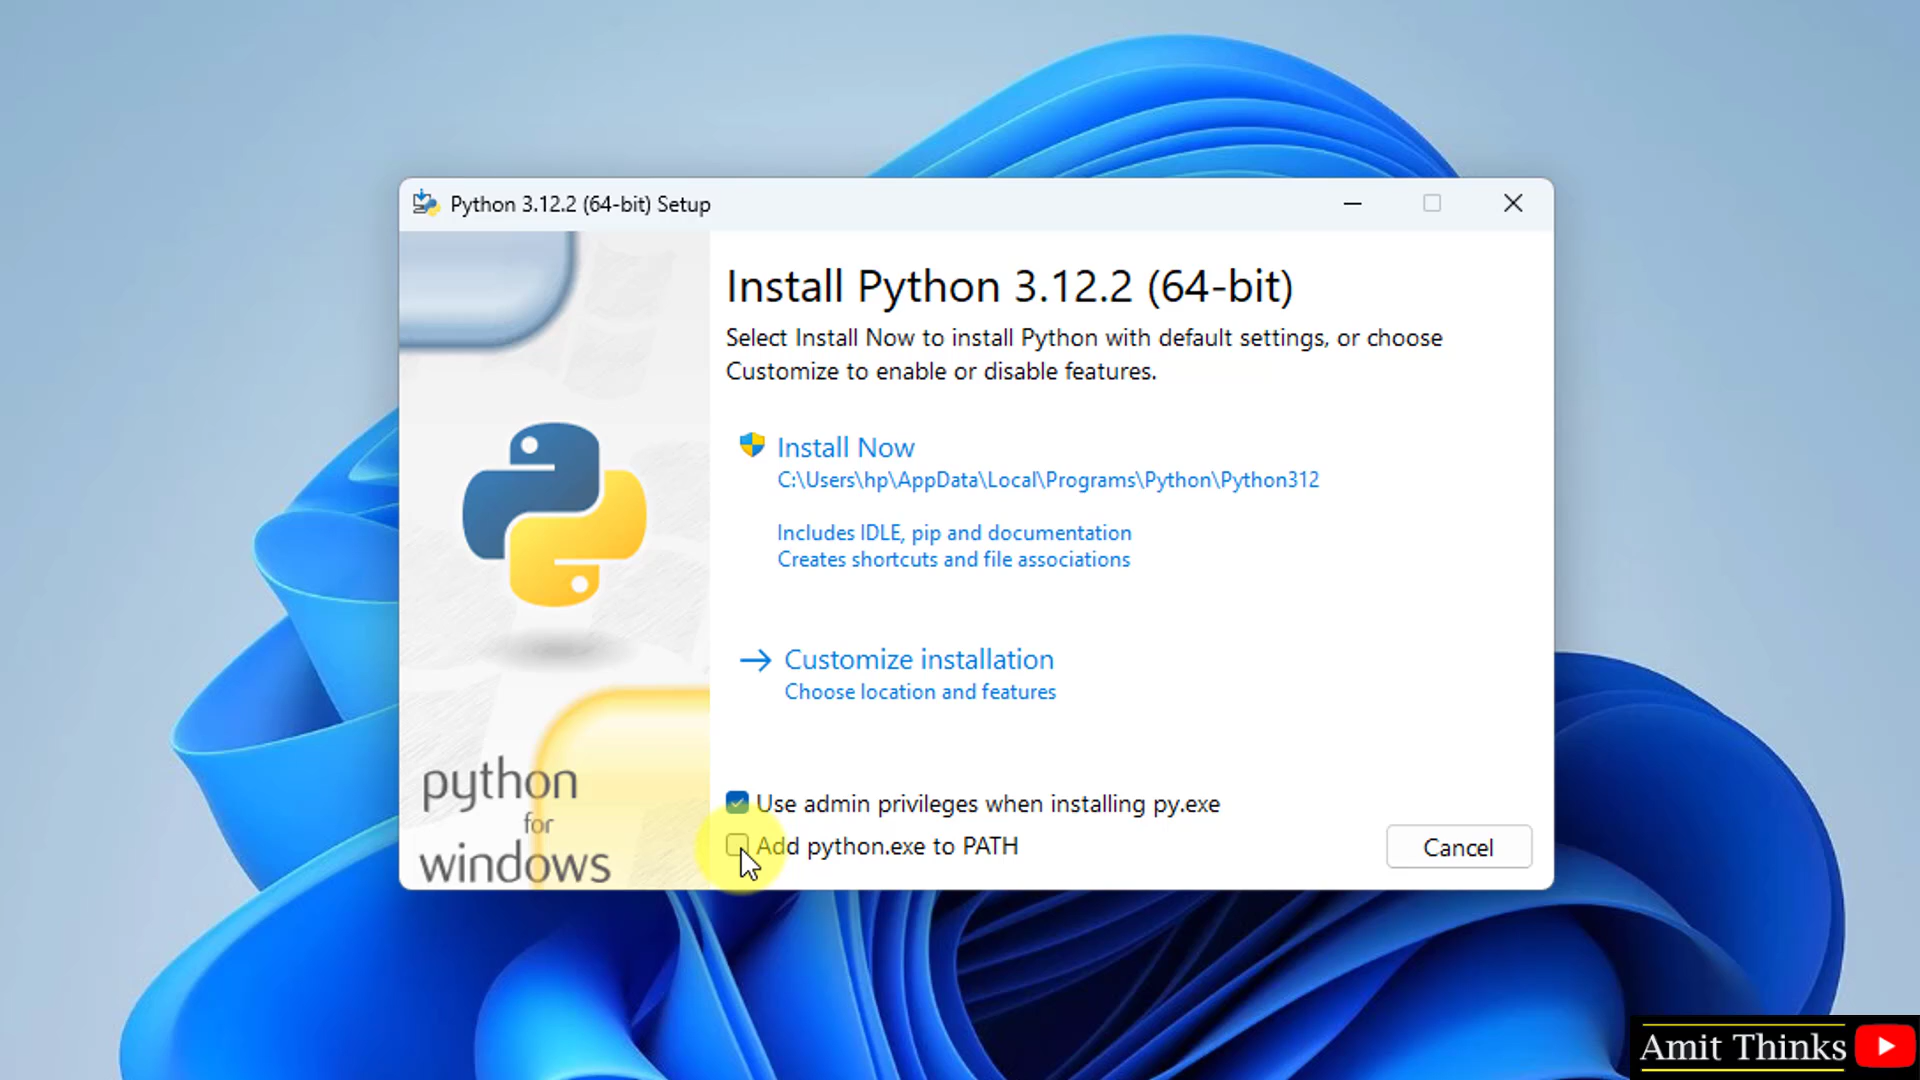 Python 3.12.2 (64-bit) Setup
Install Python 3.12.2 (64-bit)
Select Install Now to install Python with default settings, or choose
Customize to enable or disable features.
Install Now
C:\Users\hp\AppData\Local\Programs\Python\Python312
Includes IDLE, pip and documentation
Creates shortcuts and file associations
Customize installation
Choose location and features
python
for
windows
Use admin privileges when installing py.exe
Add python.exe to PATH
Cancel
Amit Thinks